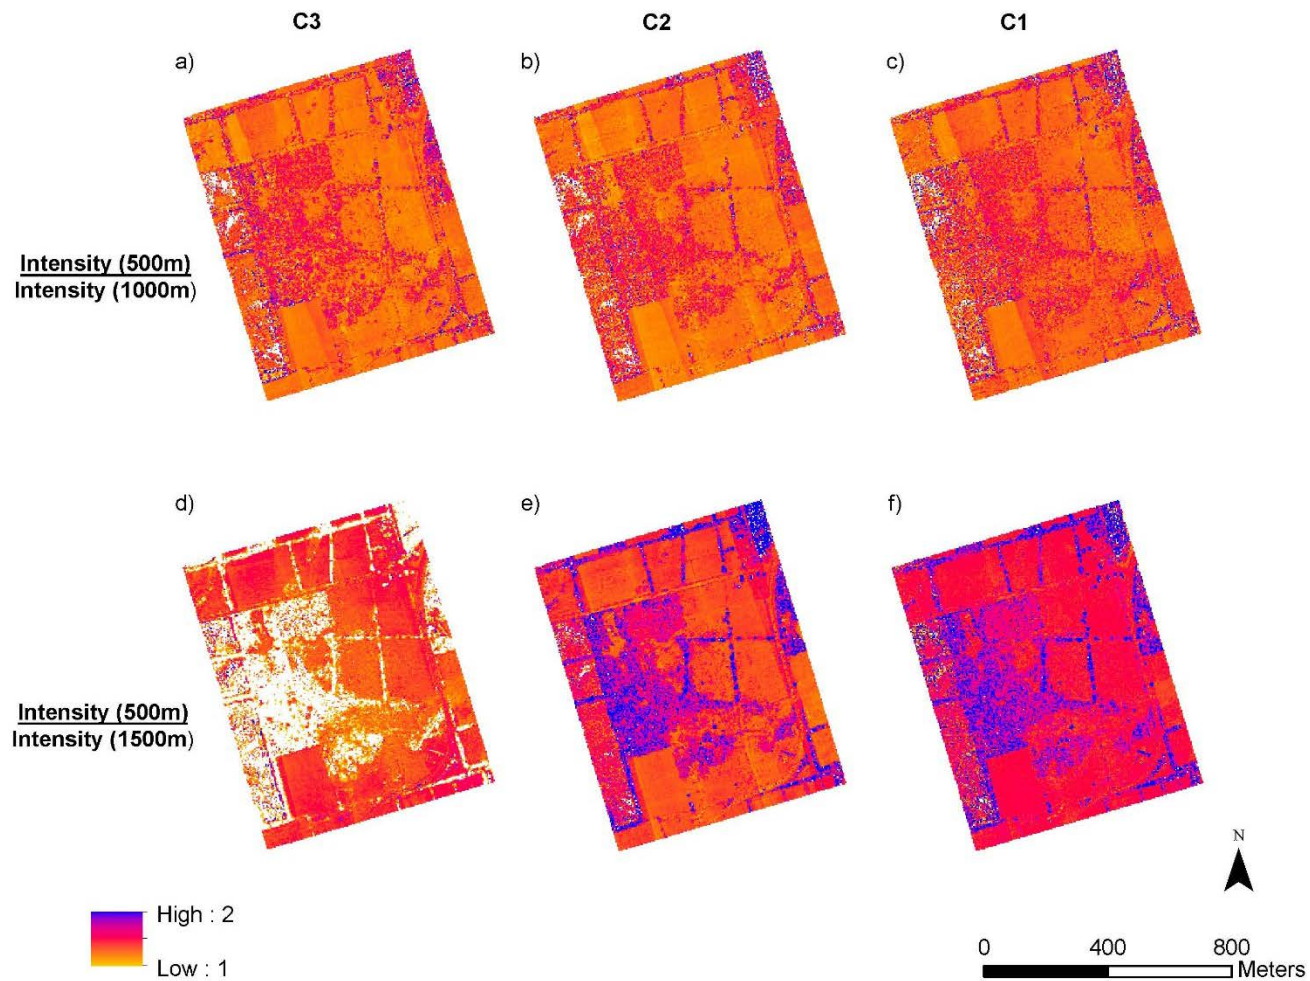 C3 C2 C1
a) b) c)
Intensity (500m)
Intensity (1000m)
d) e) f)
Intensity (500m)
Intensity (1500m)
N
High : 2
Low : 1
0 400 800
Meters